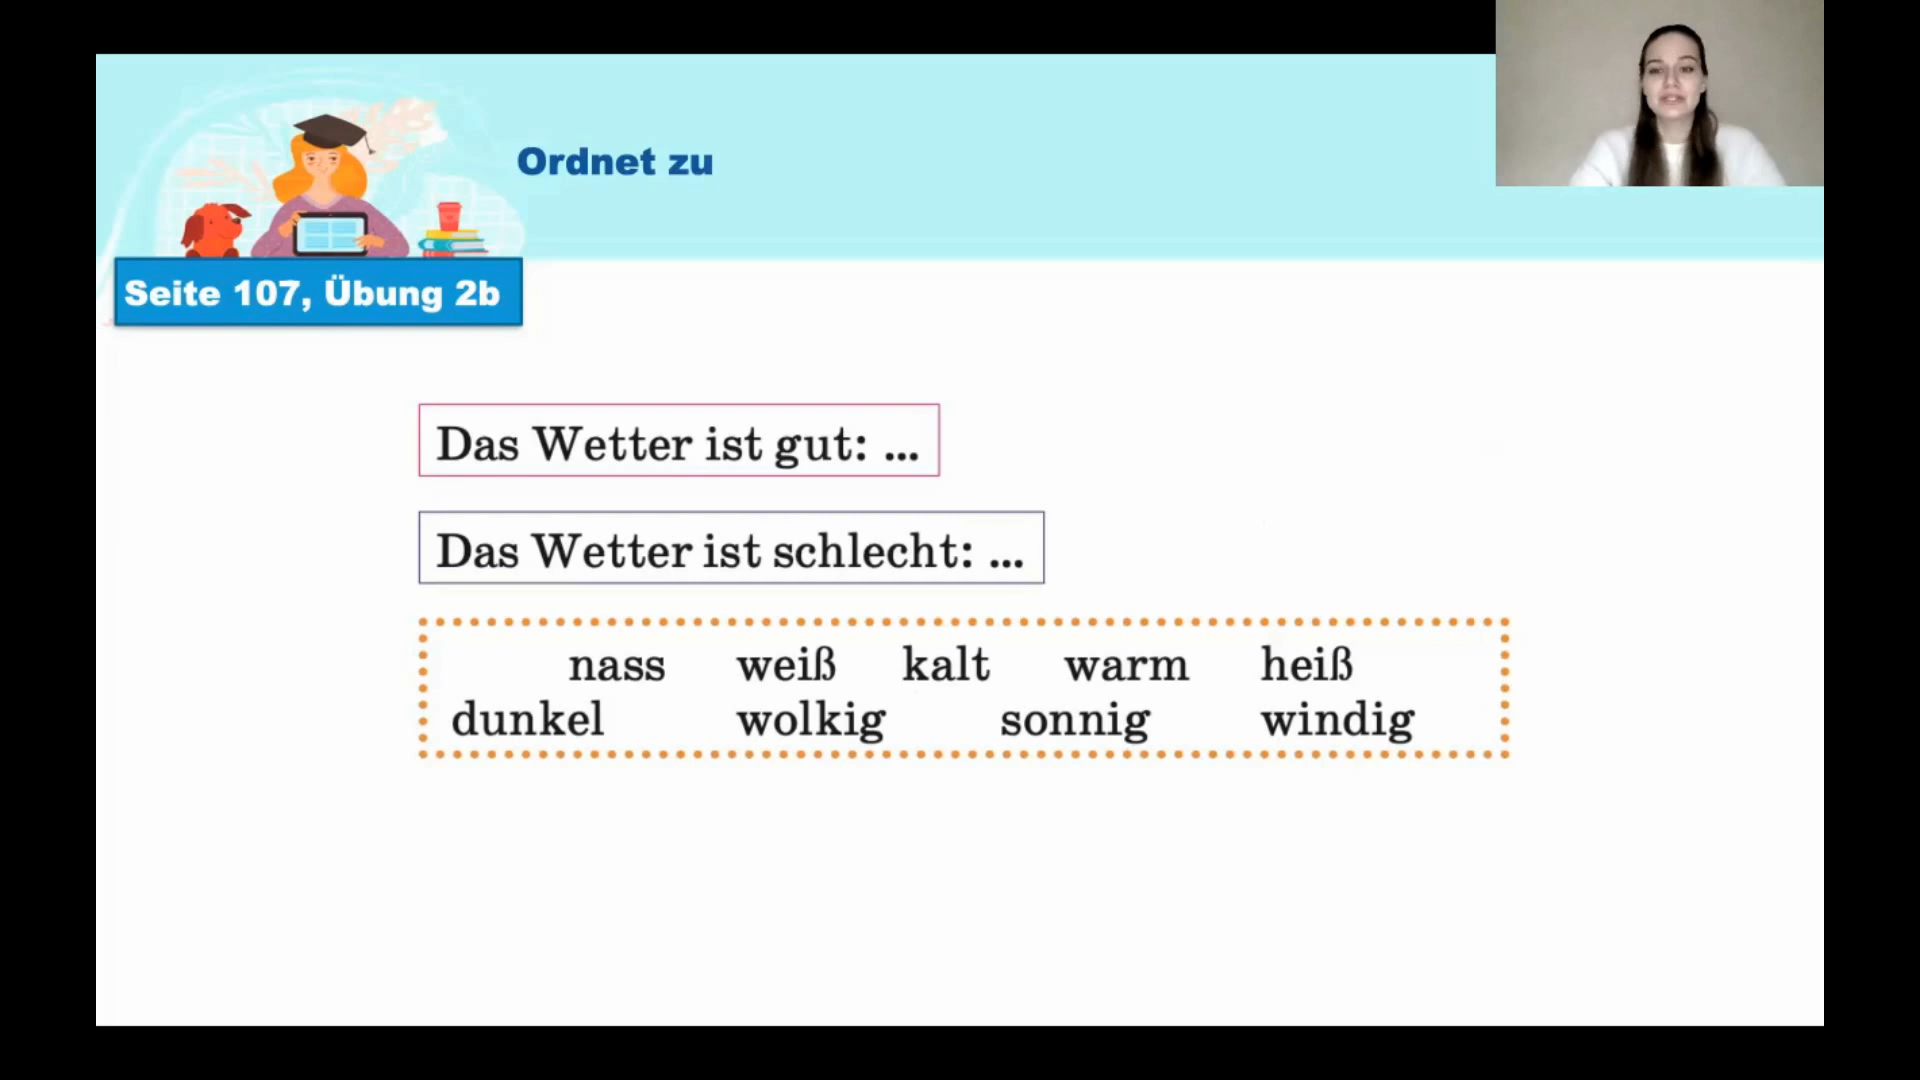 Ordnet zu
Seite 107, Übung 2b
Das Wetter ist gut: ...
Das Wetter ist schlecht: ...
nass weiß kalt warm heiß
dunkel wolkig sonnig windig